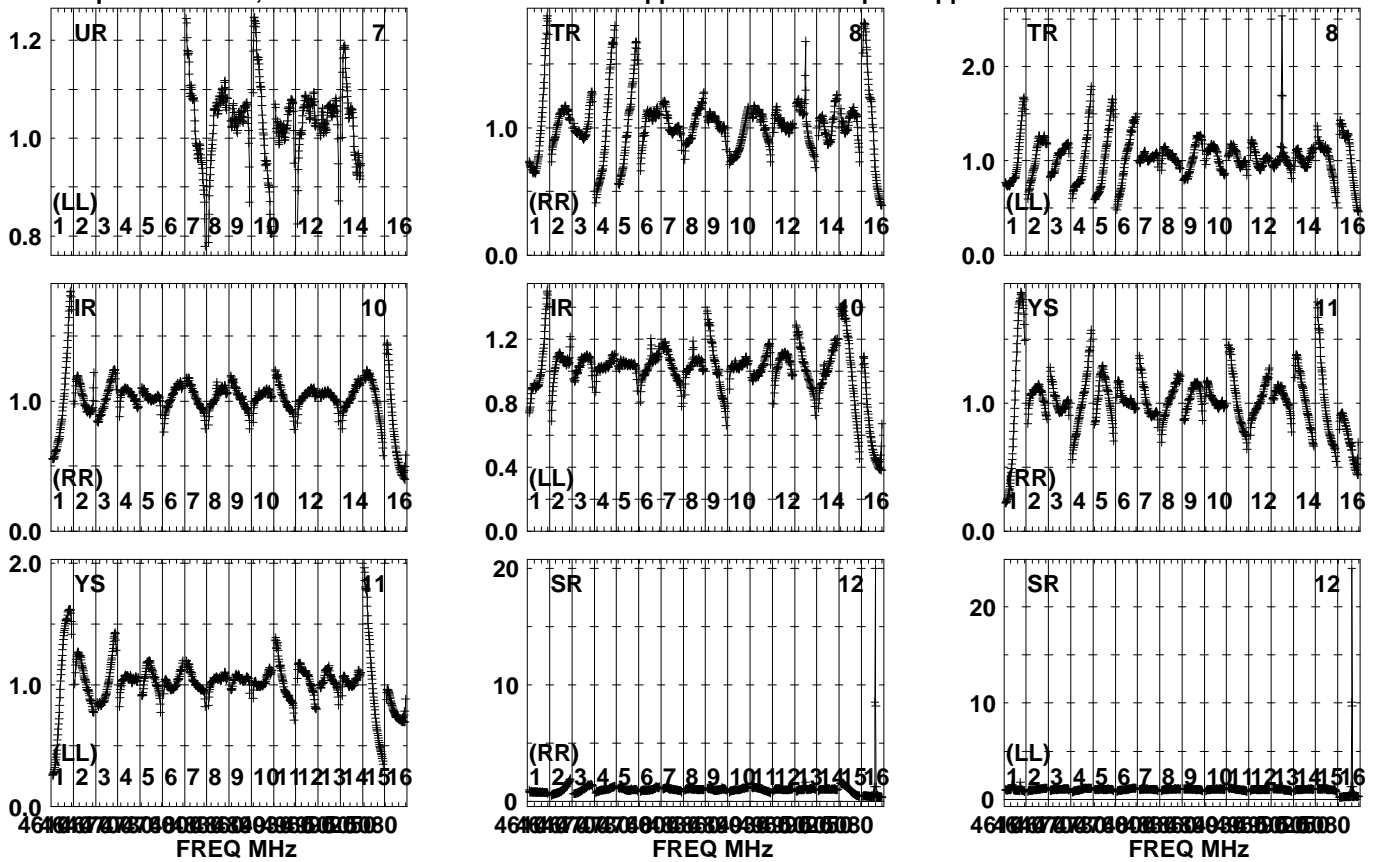 UR 7 TR 8 TR 8
1.2 2.0
1.0 1.0 1.0
(LL) (RR) (LL)
0.8 1 2 3 4 5 6 7 8 9 10 12 14 16
1 2 3 4 5 6 7 8 9 10 12 14 16
1 2 3 4 5 6 7 8 9 10 12 14 16
0.0 0.0
IR 10 IR 10 YS 11
1.2
1.0 0.8 1.0
0.4
(RR) (LL) (RR)
1 2 3 4 5 6 7 8 9 10 12 14 16
1 2 3 4 5 6 7 8 9 10 12 14 16
1 2 3 4 5 6 7 8 9 10 12 14 16
0.0 0.0 0.0
2.0 YS 11 20 SR 12 20 SR 12
1.0 10 10
(LL) (RR) (LL)
1 2 3 4 5 6 7 8 9 10 11 12 13 14 15 16
1 2 3 4 5 6 7 8 9 10 11 12 13 14 15 16
1 2 3 4 5 6 7 8 9 10 11 12 13 14 15 16
0.0 0 0
FREQ MHz FREQ MHz FREQ MHz